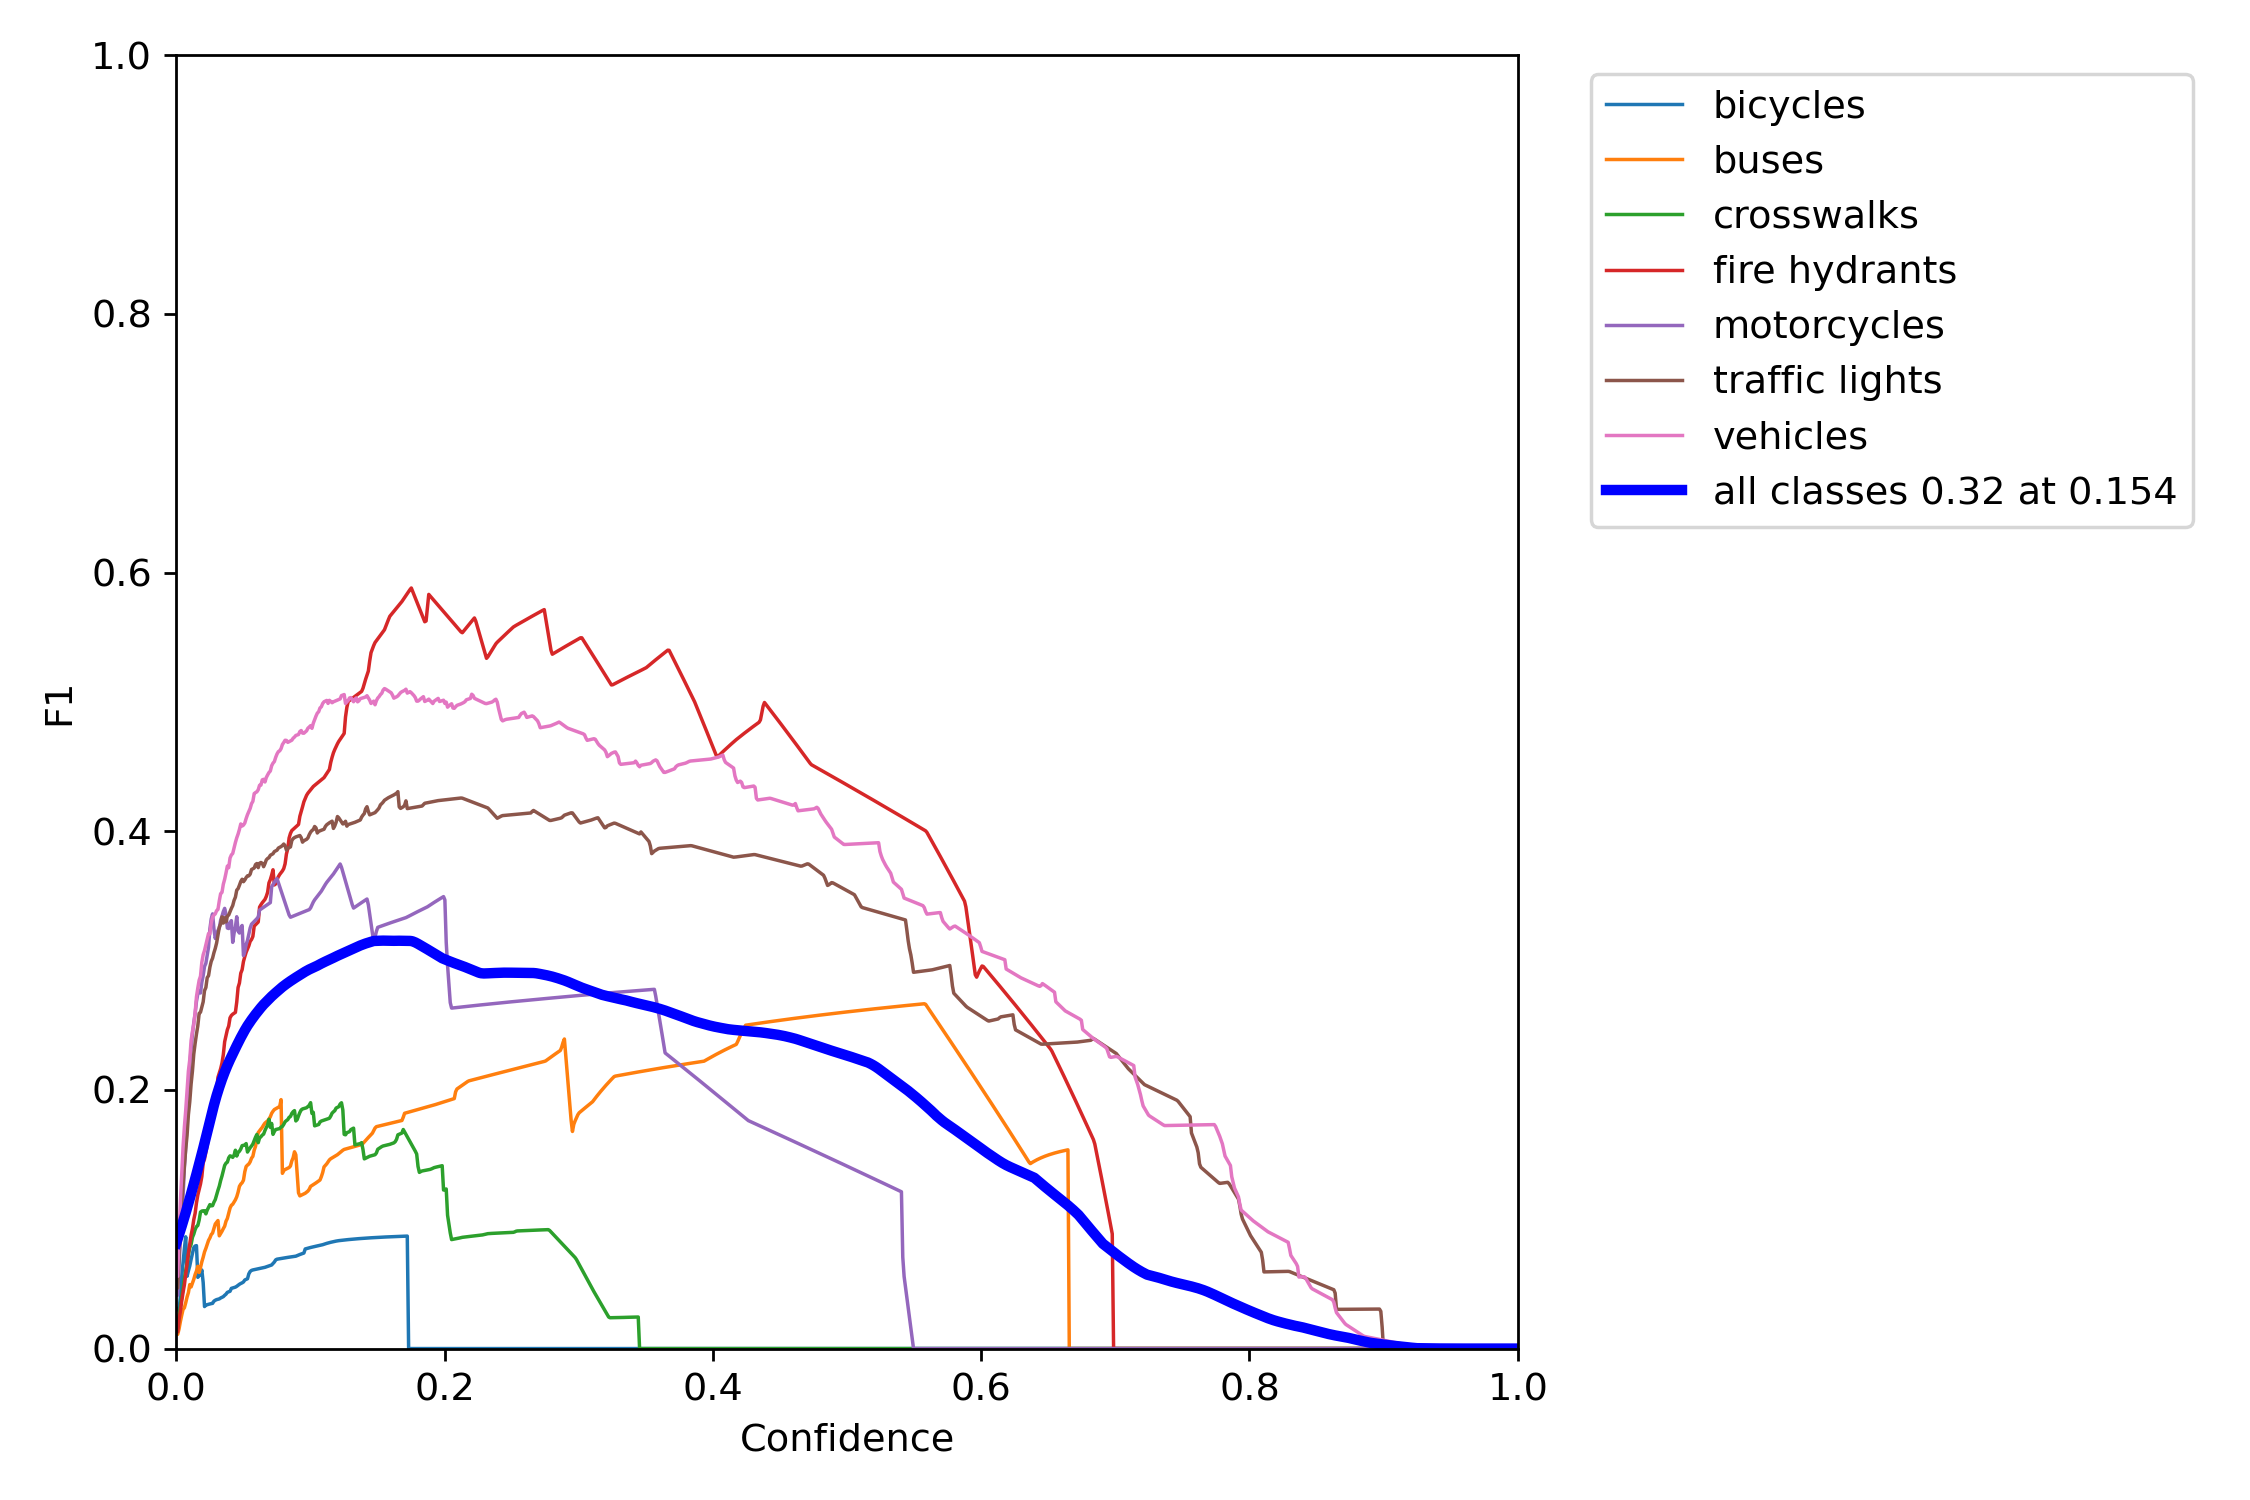 1.0
0.8
0.6
0.4
0.2
0.0
F1
0.0 0.2 0.4 0.6 0.8 1.0
Confidence
bicycles
buses
crosswalks
fire hydrants
motorcycles
traffic lights
vehicles
all classes 0.32 at 0.154